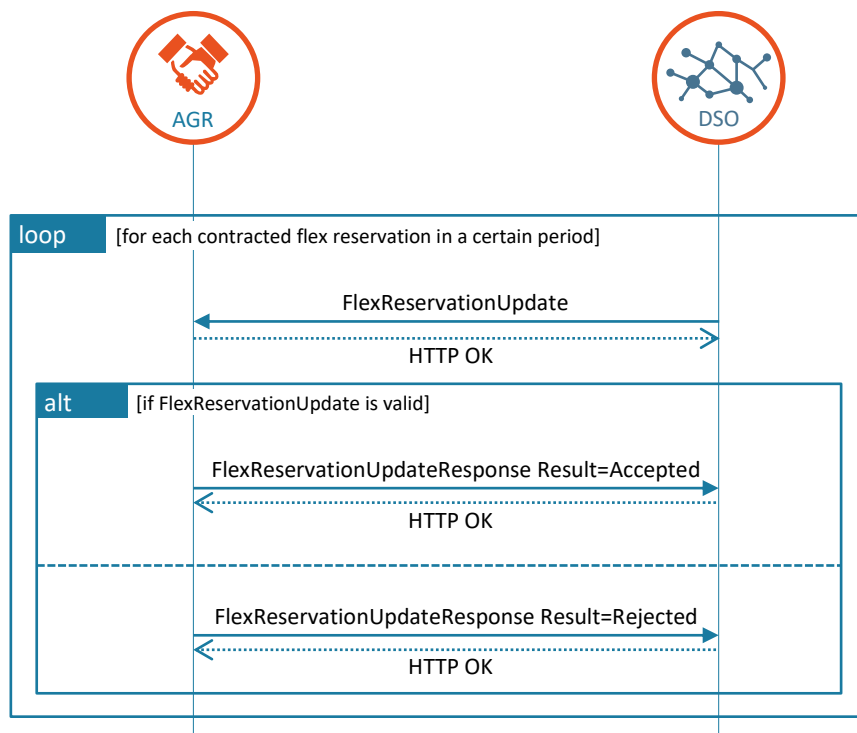 AGR
DSO
loop
[for each contracted flex reservation in a certain period]
FlexReservationUpdate
HTTP OK
alt
[if FlexReservationUpdate is valid]
FlexReservationUpdateResponse Result=Accepted
HTTP OK
FlexReservationUpdateResponse Result=Rejected
HTTP OK